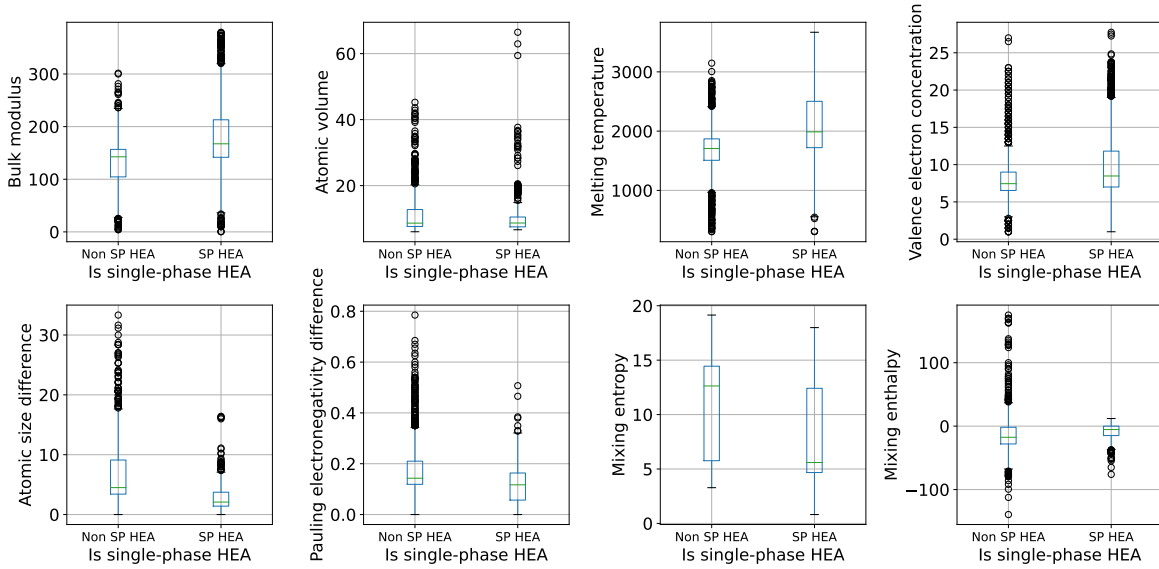 Bulk modulus
300
200
100
0
Non SP HEA
SP HEA
Is single-phase HEA
Atomic volume
60
40
20
Non SP HEA
SP HEA
Is single-phase HEA
Melting temperature
3000
2000
1000
Non SP HEA
SP HEA
Is single-phase HEA
Valence electron concentration
25
20
15
10
5
0
Non SP HEA
SP HEA
Is single-phase HEA
Atomic size difference
30
20
10
0
Non SP HEA
SP HEA
Is single-phase HEA
Pauling electronegativity difference
0.8
0.6
0.4
0.2
0.0
Non SP HEA
SP HEA
Is single-phase HEA
Mixing entropy
20
15
10
5
0
Non SP HEA
SP HEA
Is single-phase HEA
Mixing enthalpy
100
0
−100
Non SP HEA
SP HEA
Is single-phase HEA